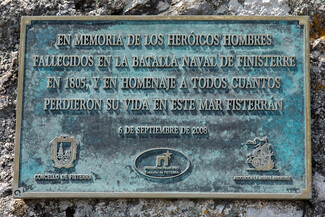 EN MEMORIA DE LOS HERÓICOS HOMBRES
FALLECIDOS EN LA BATALLA NAVAL DE FINISTERRE
EN 1805, Y EN HOMENAJE A TODOS CUANTOS
PERDIERON SU VIDA EN ESTE MAR FISTERRÁN
6 DE SEPTIEMBRE DE 2008
CONCELLO DE FISTERRA
FISTERRA